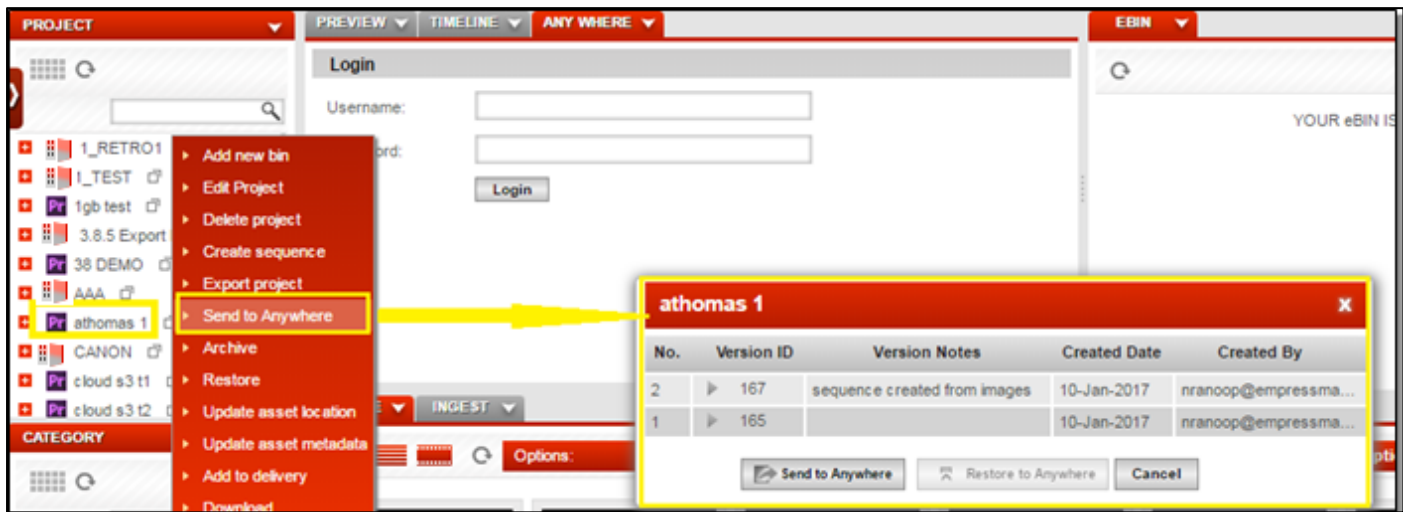 PROJECT
PREVIEW
TIMELINE
ANY WHERE
EBIN
Login
Username:
YOUR eBIN IS
ord:
Login
1_RETRO1
1_TEST
1gb test
3.8.5 Export
38 DEMO
AAA
athomas 1
CANON
cloud s3 t1
cloud s3 t2
Add new bin
Edit Project
Delete project
Create sequence
Export project
Send to Anywhere
Archive
Restore
Update asset location
Update asset metadata
Add to delivery
Download
athomas 1 x
No. Version ID Version Notes Created Date Created By
2 167 sequence created from images 10-Jan-2017 nranoop@empressma...
1 165 10-Jan-2017 nranoop@empressma...
Send to Anywhere Restore to Anywhere Cancel
INGEST
CATEGORY
Options: